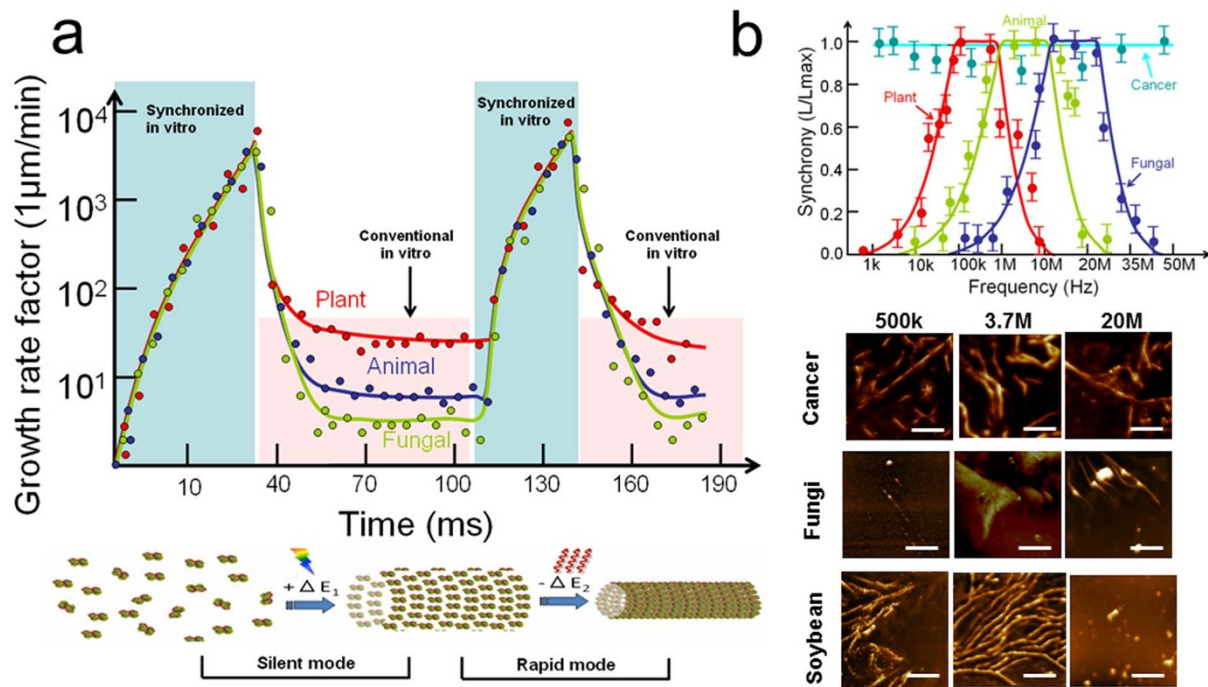 a
Growth rate factor (1μm/min)
10⁴
10³
10²
10¹
Synchronized
in vitro
Synchronized
in vitro
Conventional
in vitro
Conventional
in vitro
Plant
Animal
Fungal
10 40 70 100 130 160 190
Time (ms)
+ Δ E₁
- Δ E₂
Silent mode
Rapid mode
b
Synchrony (L/Lmax)
1.0
0.8
0.6
0.4
0.2
0.0
Animal
Cancer
Plant
Fungal
1k 10k 100k 1M 10M 20M 35M 50M
Frequency (Hz)
500k 3.7M 20M
Cancer
Fungi
Soybean